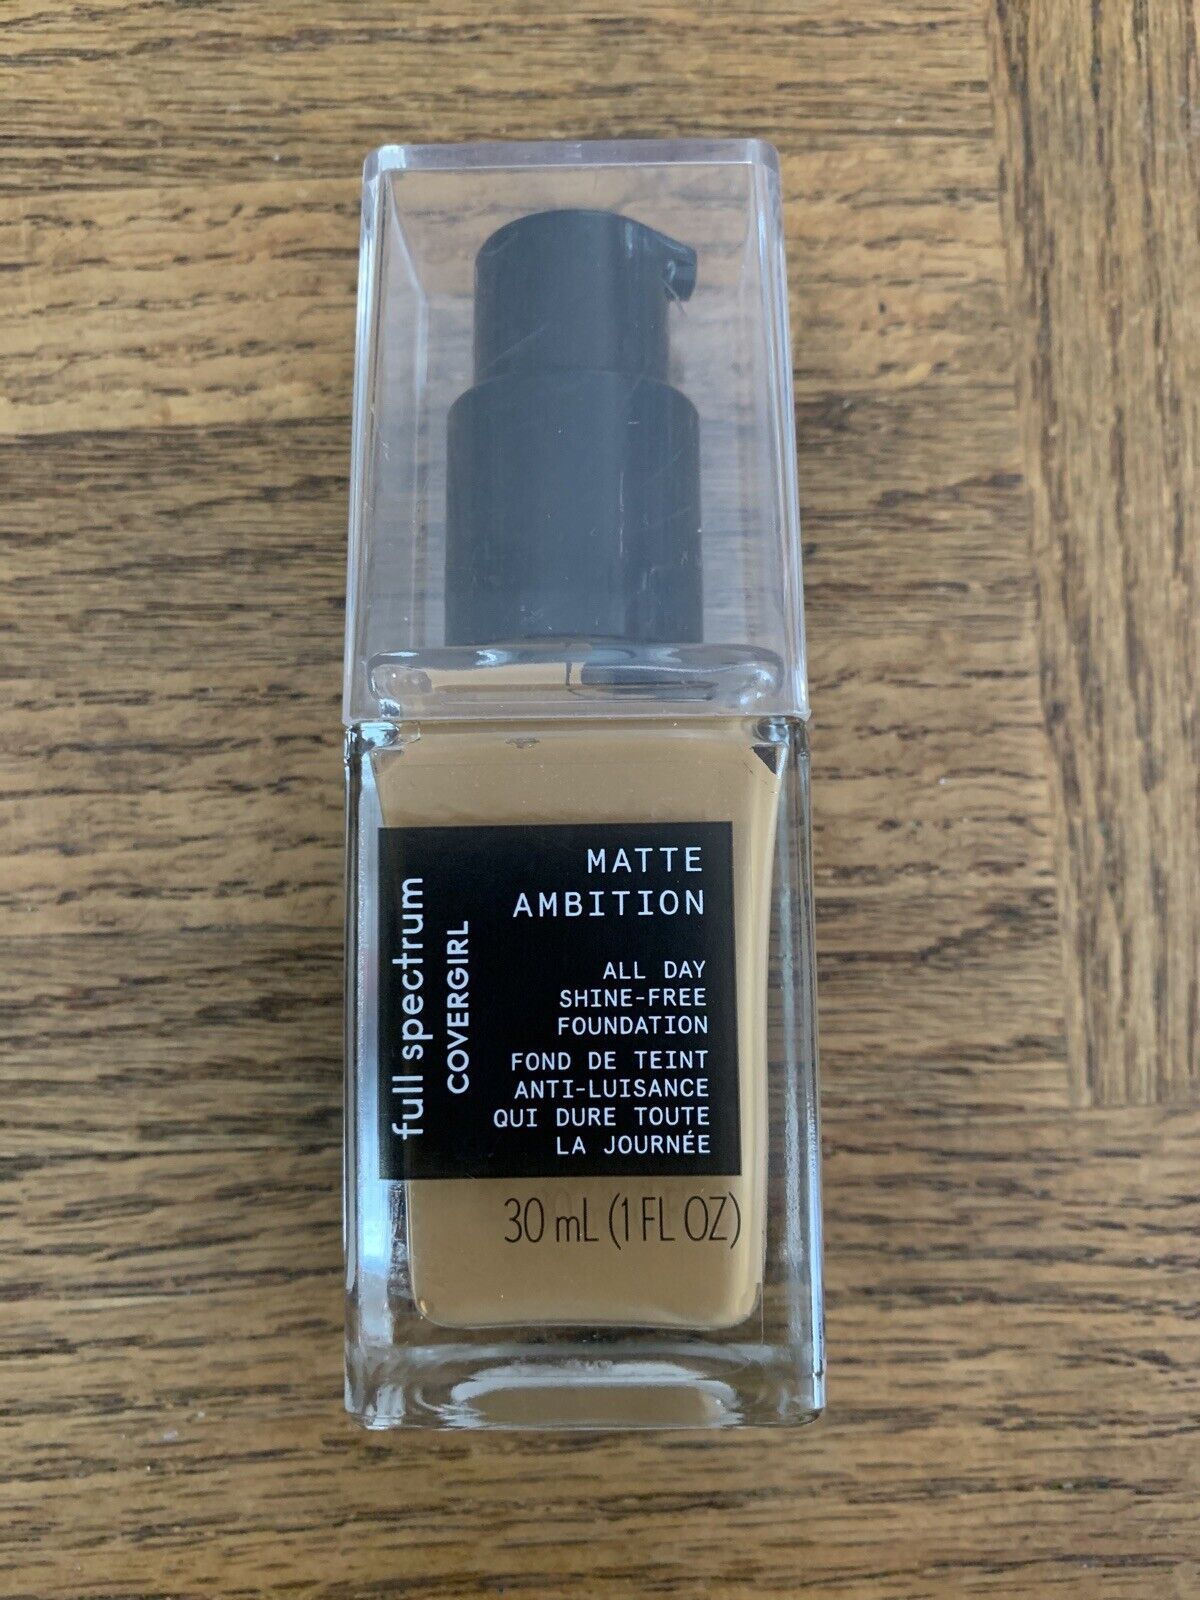 full spectrum
COVERGIRL
MATTE
AMBITION
ALL DAY
SHINE-FREE
FOUNDATION
FOND DE TEINT
ANTI-LUISANCE
QUI DURE TOUTE
LA JOURNÉE
30 mL (1 FL OZ)